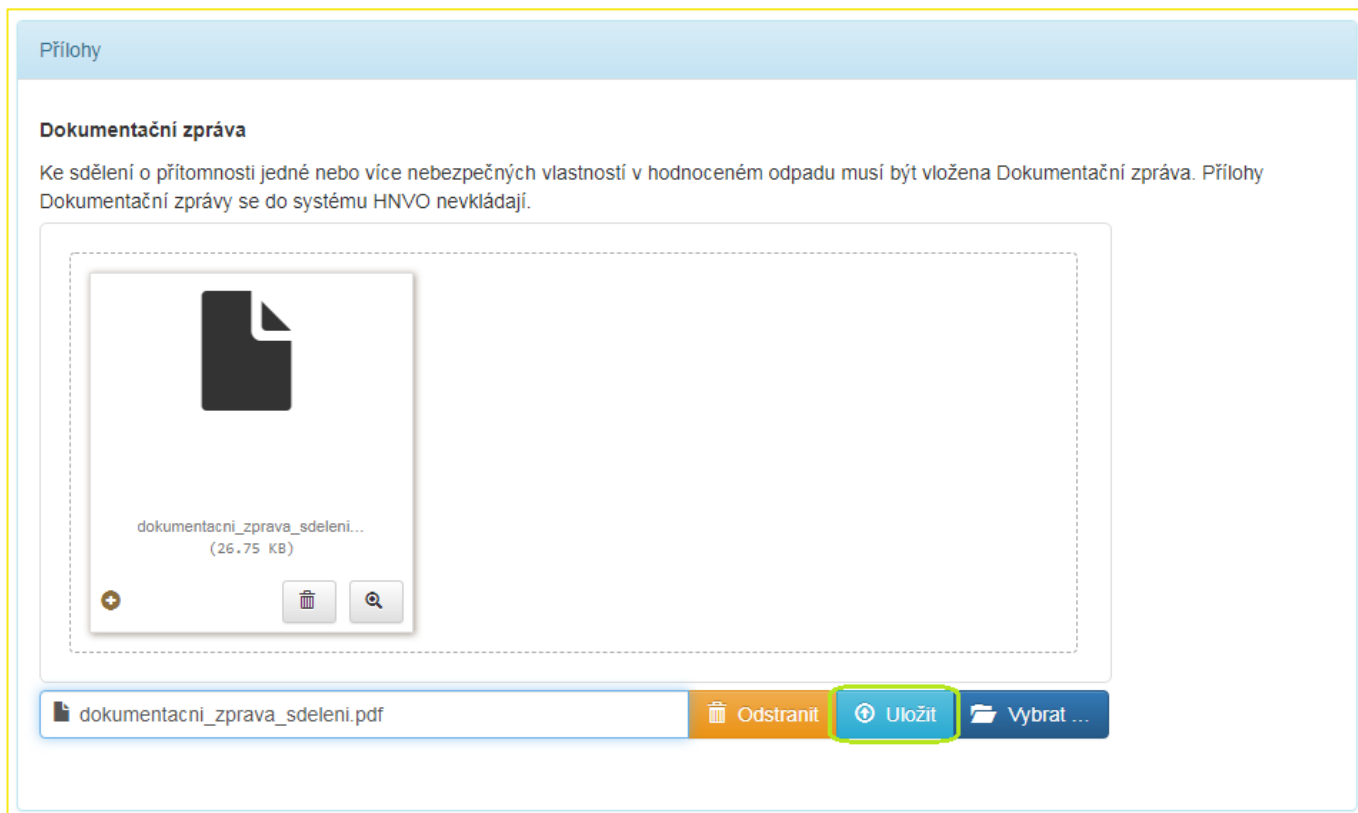 Přílohy
Dokumentační zpráva
Ke sdělení o přítomnosti jedné nebo více nebezpečných vlastností v hodnoceném odpadu musí být vložena Dokumentační zpráva. Přílohy
Dokumentační zprávy se do systému HNVO nevkládají.
dokumentacni_zprava_sdeleni...
(26.75 KB)
dokumentacni_zprava_sdeleni.pdf Odstranit Uložit Vybrat ...